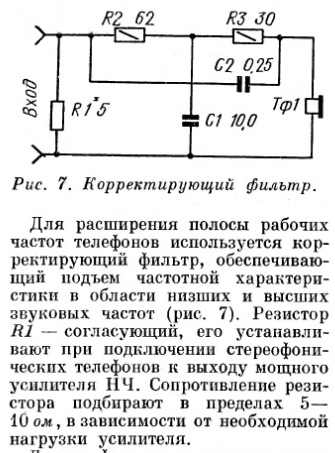 R2 62
R3 30
C2 0,25
Вход
R1* 5
C1 10,0
Тф1
Рис. 7. Корректирующий фильтр.
Для расширения полосы рабочих
частот телефонов используется кор-
ректирующий фильтр, обеспечиваю-
щий подъем частотной характери-
стики в области низших и высших
звуковых частот (рис. 7). Резистор
R1 — согласующий, его устанавли-
вают при подключении стереофони-
ческих телефонов к выходу мощного
усилителя НЧ. Сопротивление рези-
стора подбирают в пределах 5—
10 ом, в зависимости от необходимой
нагрузки усилителя.